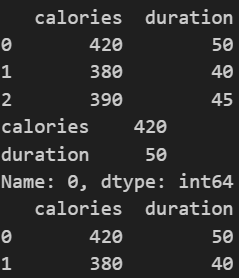 calories  duration
0       420        50
1       380        40
2       390        45
calories    420
duration     50
Name: 0, dtype: int64
   calories  duration
0       420        50
1       380        40